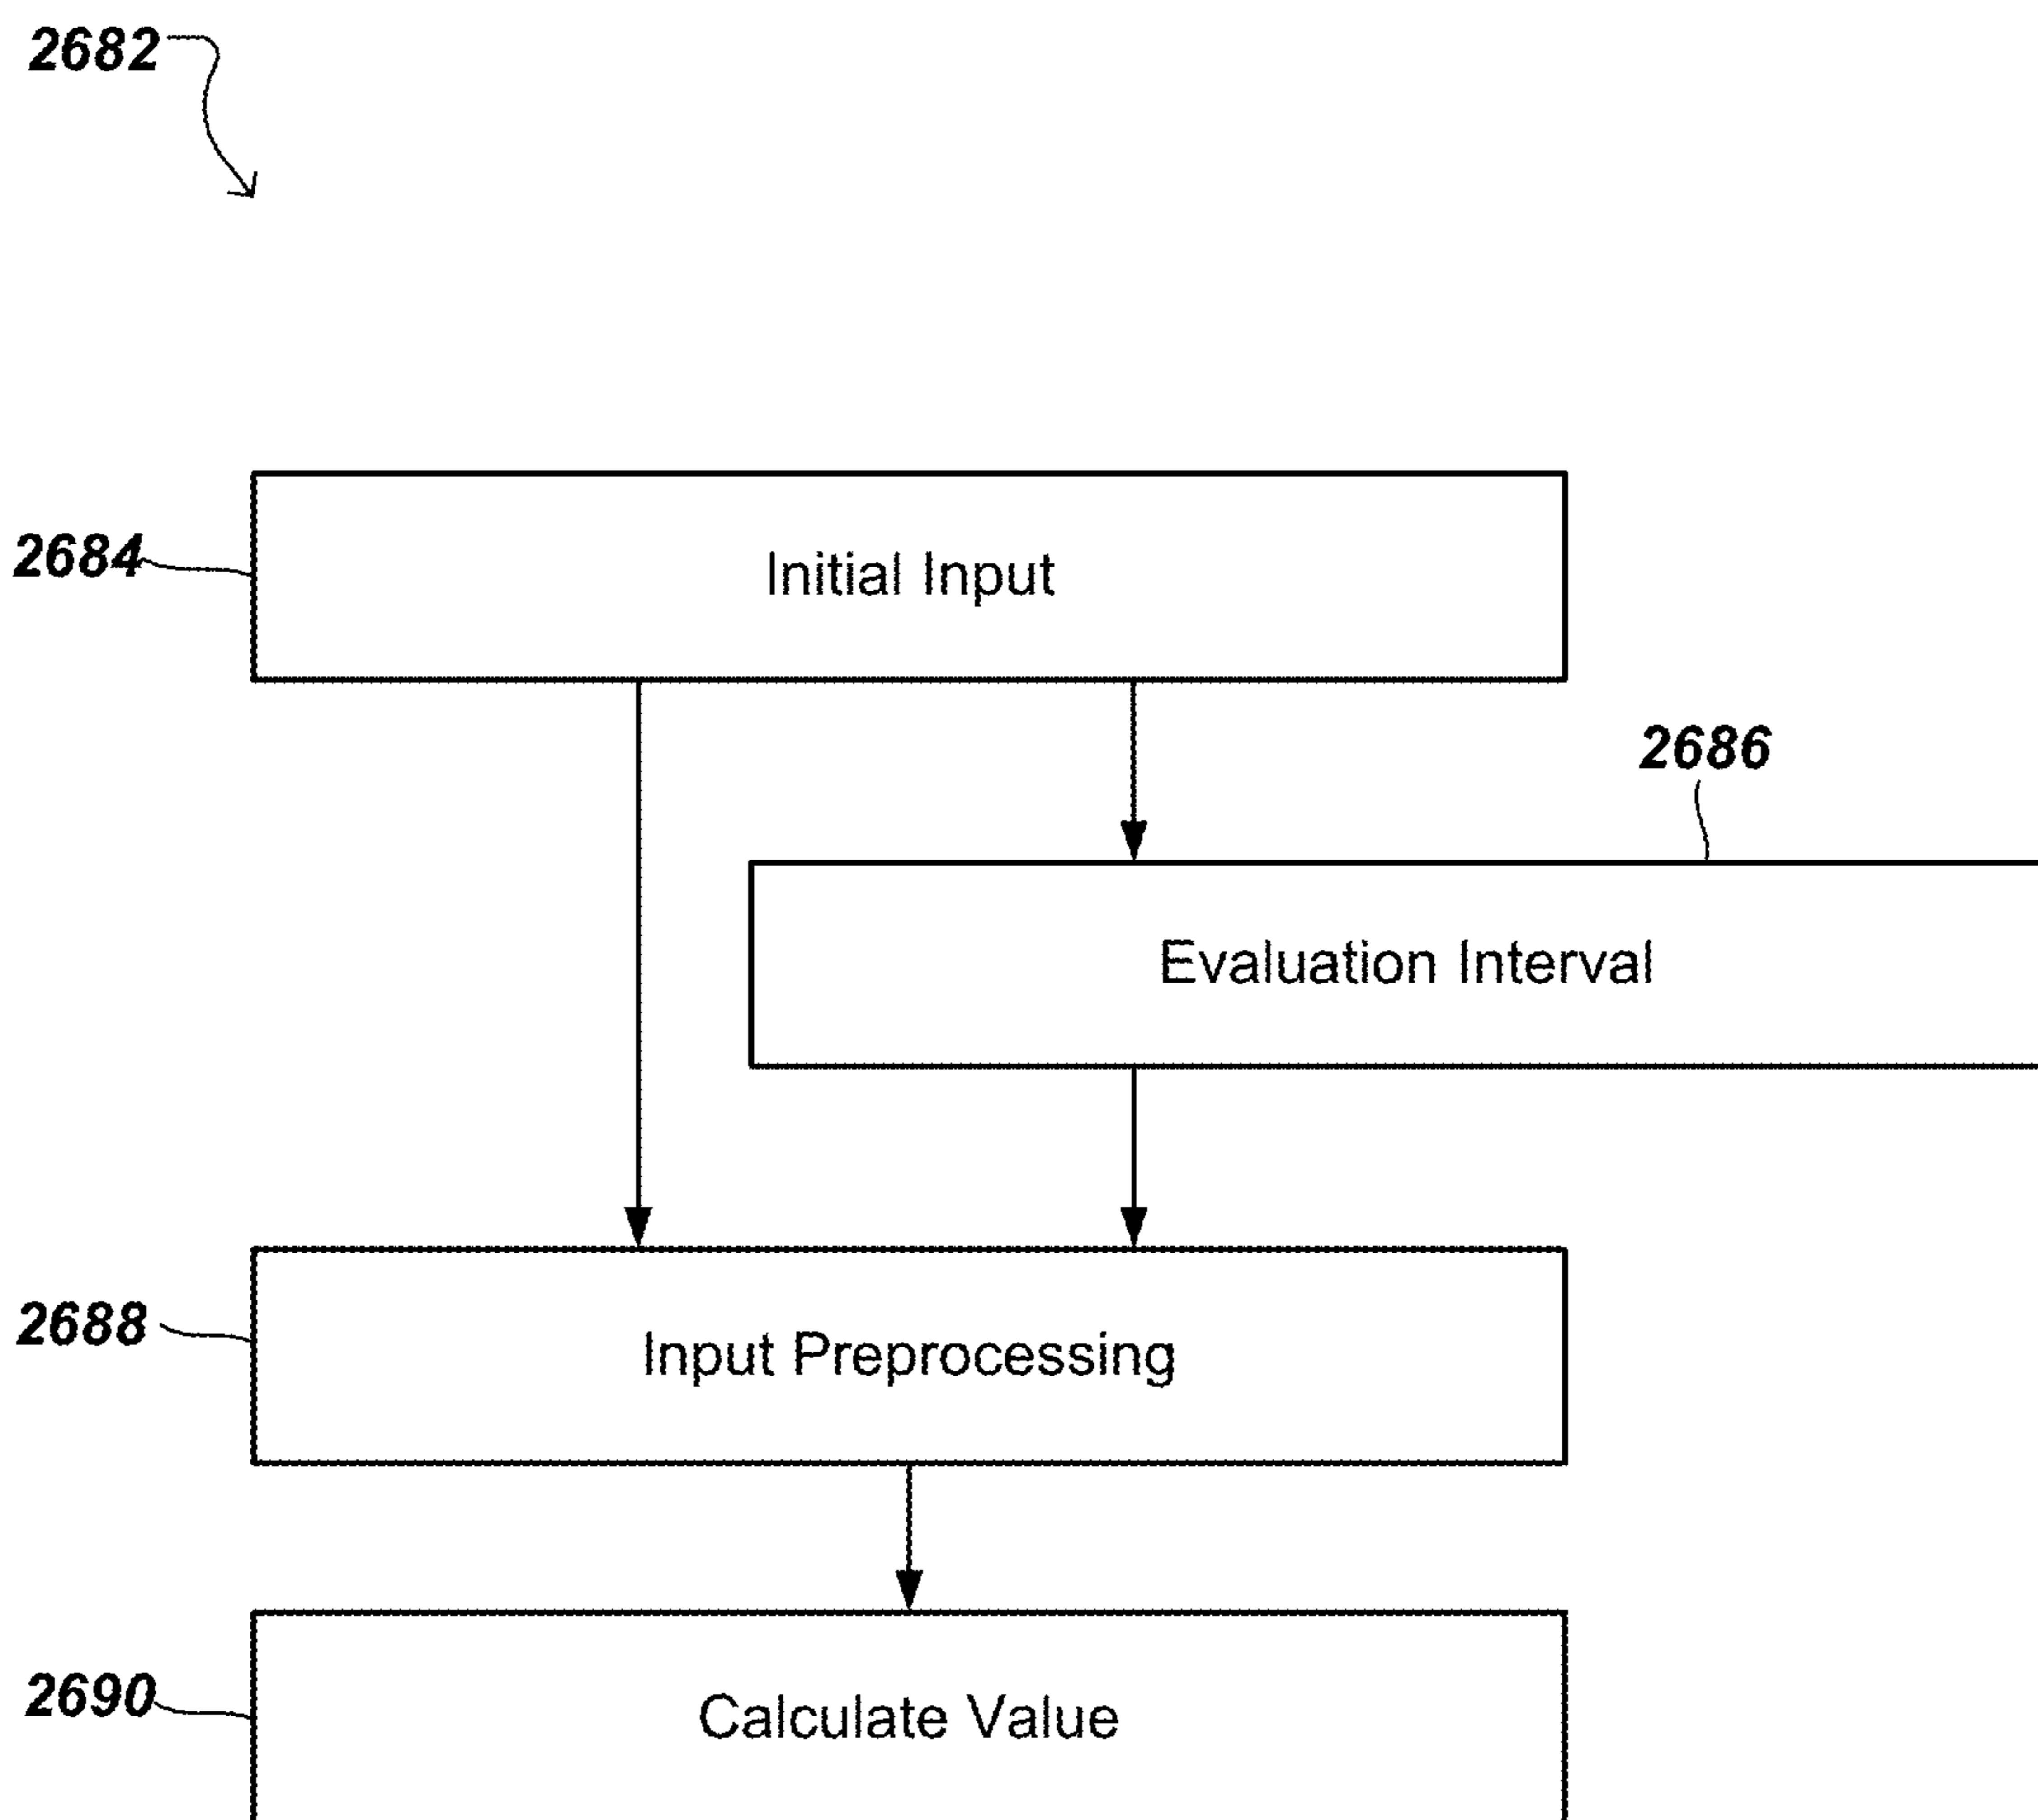 2682
2684
Initial Input
2686
Evaluation Interval
2688
Input Preprocessing
2690
Calculate Value